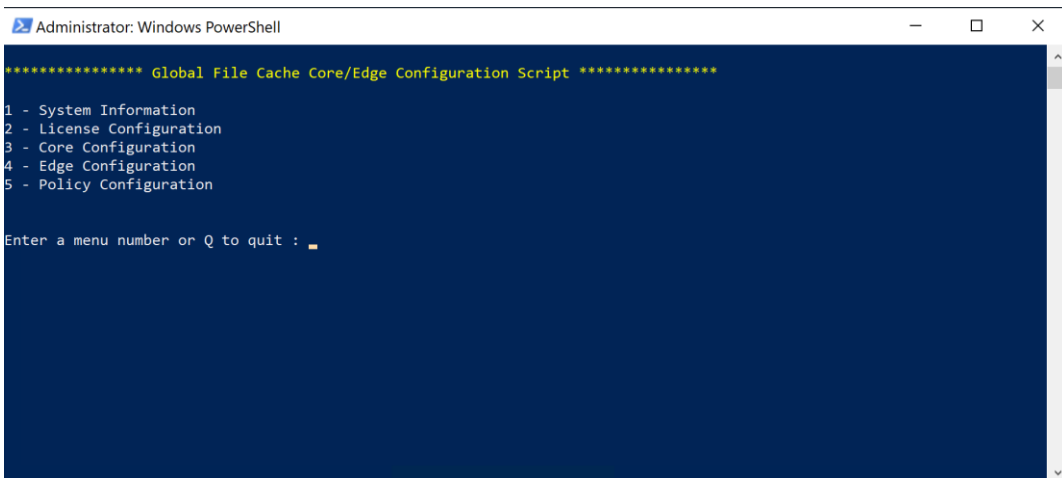 Administrator: Windows PowerShell
**************** Global File Cache Core/Edge Configuration Script ****************
1 - System Information
2 - License Configuration
3 - Core Configuration
4 - Edge Configuration
5 - Policy Configuration
Enter a menu number or Q to quit :